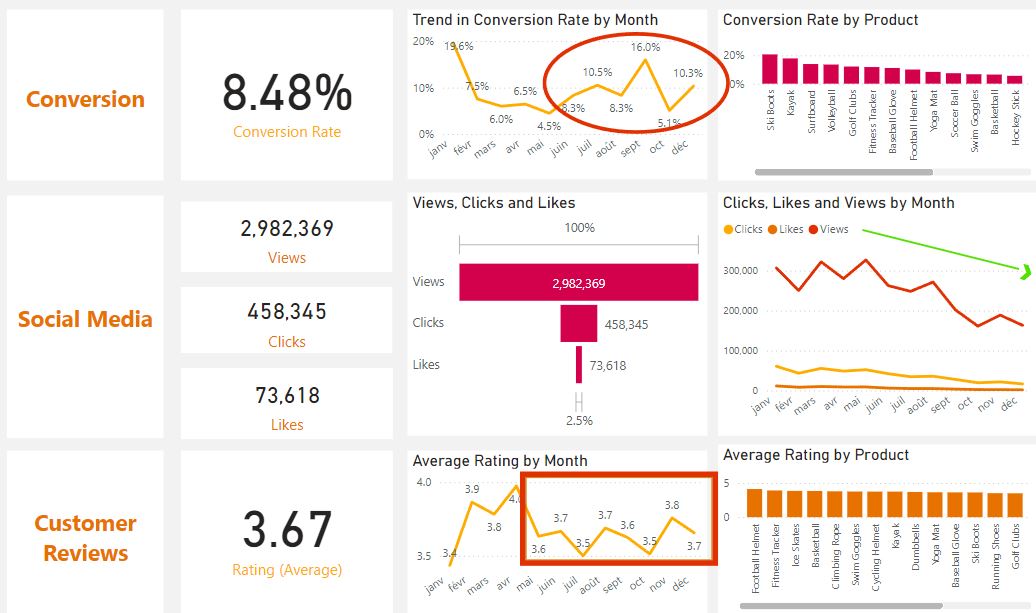 Conversion
8.48%
Conversion Rate
Trend in Conversion Rate by Month
20%
10%
0%
19.6%
7.5%
6.0%
6.5%
4.5%
8.3%
10.5%
8.3%
16.0%
5.1%
10.3%
janv
févr
mars
avr
mai
juin
juil
août
sept
oct
déc
Conversion Rate by Product
20%
0%
Ski Boots
Kayak
Surfboard
Volleyball
Golf Clubs
Fitness Tracker
Baseball Glove
Football Helmet
Yoga Mat
Soccer Ball
Swim Goggles
Basketball
Hockey Stick
Social Media
2,982,369
Views
458,345
Clicks
73,618
Likes
Views, Clicks and Likes
100%
Views
2,982,369
Clicks
458,345
Likes
73,618
2.5%
Clicks, Likes and Views by Month
Clicks Likes Views
300,000
200,000
100,000
0
janv
févr
mars
avr
mai
juin
juil
août
sept
oct
nov
déc
Customer
Reviews
3.67
Rating (Average)
Average Rating by Month
4.0
3.5
3.4
3.9
3.8
4.0
3.6
3.7
3.5
3.7
3.6
3.5
3.8
3.7
janv
févr
mars
avr
mai
juin
juil
août
sept
oct
nov
déc
Average Rating by Product
5
0
Football Helmet
Fitness Tracker
Ice Skates
Basketball
Climbing Rope
Swim Goggles
Cycling Helmet
Kayak
Dumbbells
Yoga Mat
Baseball Glove
Ski Boots
Running Shoes
Golf Clubs